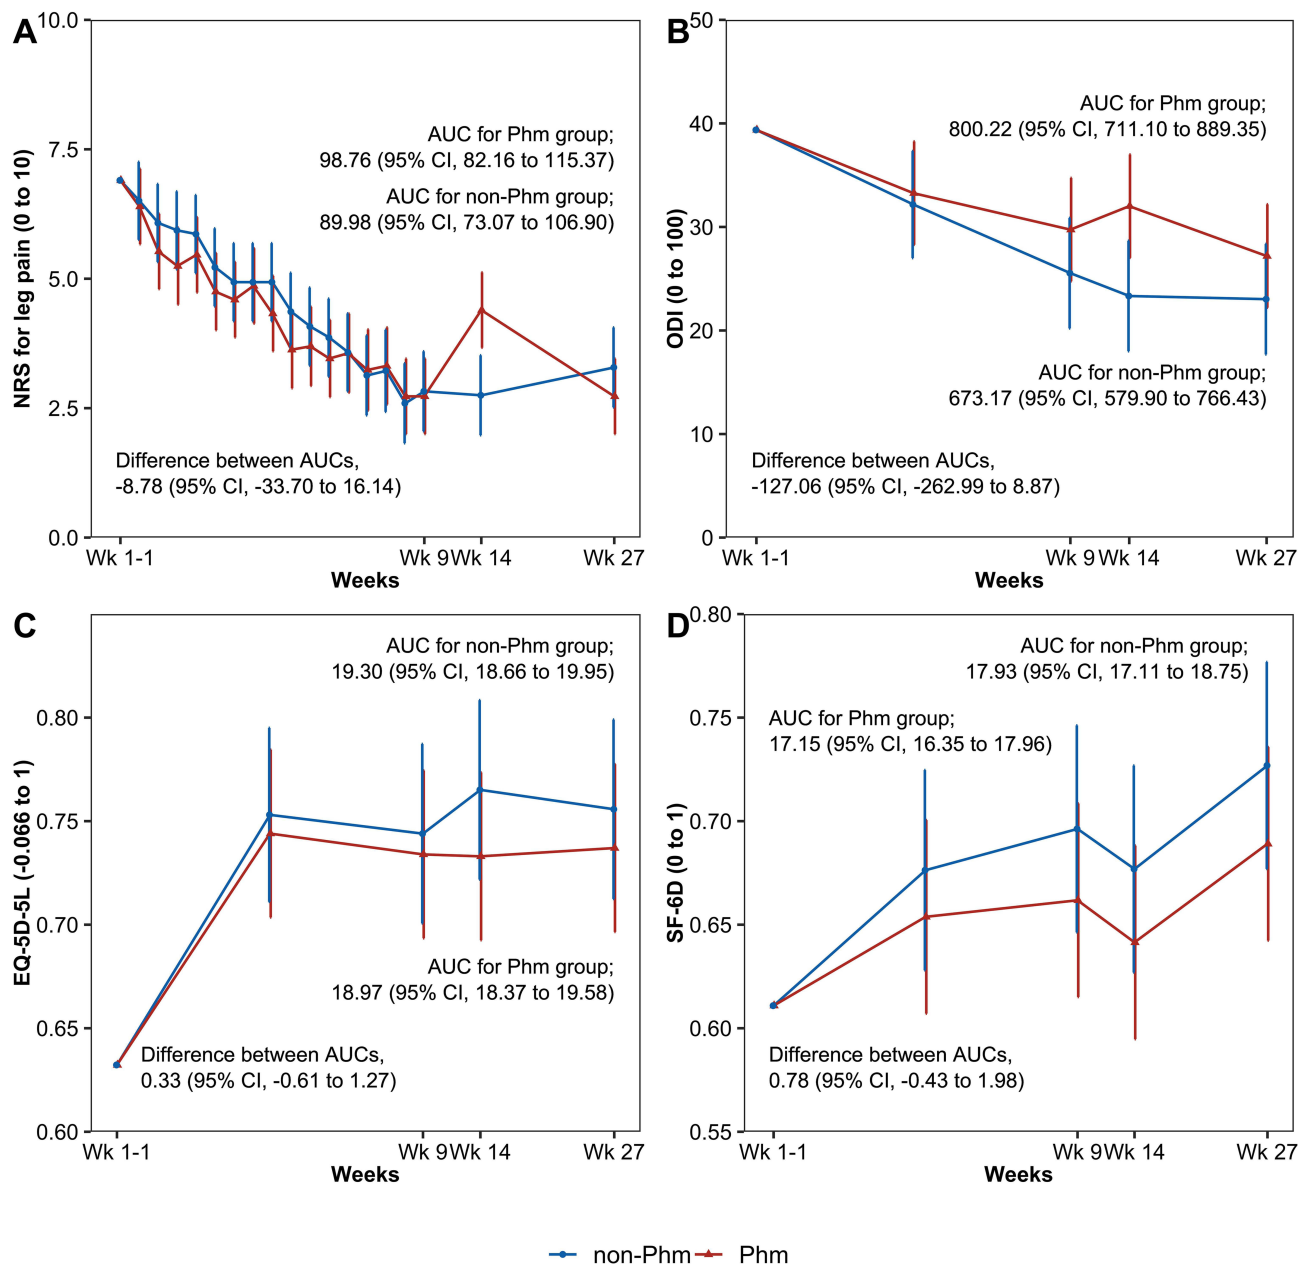 A
10.0
7.5
5.0
2.5
0.0
NRS for leg pain (0 to 10)
AUC for Phm group;
98.76 (95% CI, 82.16 to 115.37)
AUC for non-Phm group;
89.98 (95% CI, 73.07 to 106.90)
Difference between AUCs,
-8.78 (95% CI, -33.70 to 16.14)
Wk 1-1 Wk 9 Wk 14 Wk 27
Weeks
B
50
40
30
20
10
0
ODI (0 to 100)
AUC for Phm group;
800.22 (95% CI, 711.10 to 889.35)
AUC for non-Phm group;
673.17 (95% CI, 579.90 to 766.43)
Difference between AUCs,
-127.06 (95% CI, -262.99 to 8.87)
Wk 1-1 Wk 9 Wk 14 Wk 27
Weeks
C
0.80
0.75
0.70
0.65
0.60
EQ-5D-5L (-0.066 to 1)
AUC for non-Phm group;
19.30 (95% CI, 18.66 to 19.95)
AUC for Phm group;
18.97 (95% CI, 18.37 to 19.58)
Difference between AUCs,
0.33 (95% CI, -0.61 to 1.27)
Wk 1-1 Wk 9 Wk 14 Wk 27
Weeks
D
0.80
0.75
0.70
0.65
0.60
0.55
SF-6D (0 to 1)
AUC for non-Phm group;
17.93 (95% CI, 17.11 to 18.75)
AUC for Phm group;
17.15 (95% CI, 16.35 to 17.96)
Difference between AUCs,
0.78 (95% CI, -0.43 to 1.98)
Wk 1-1 Wk 9 Wk 14 Wk 27
Weeks
non-Phm Phm